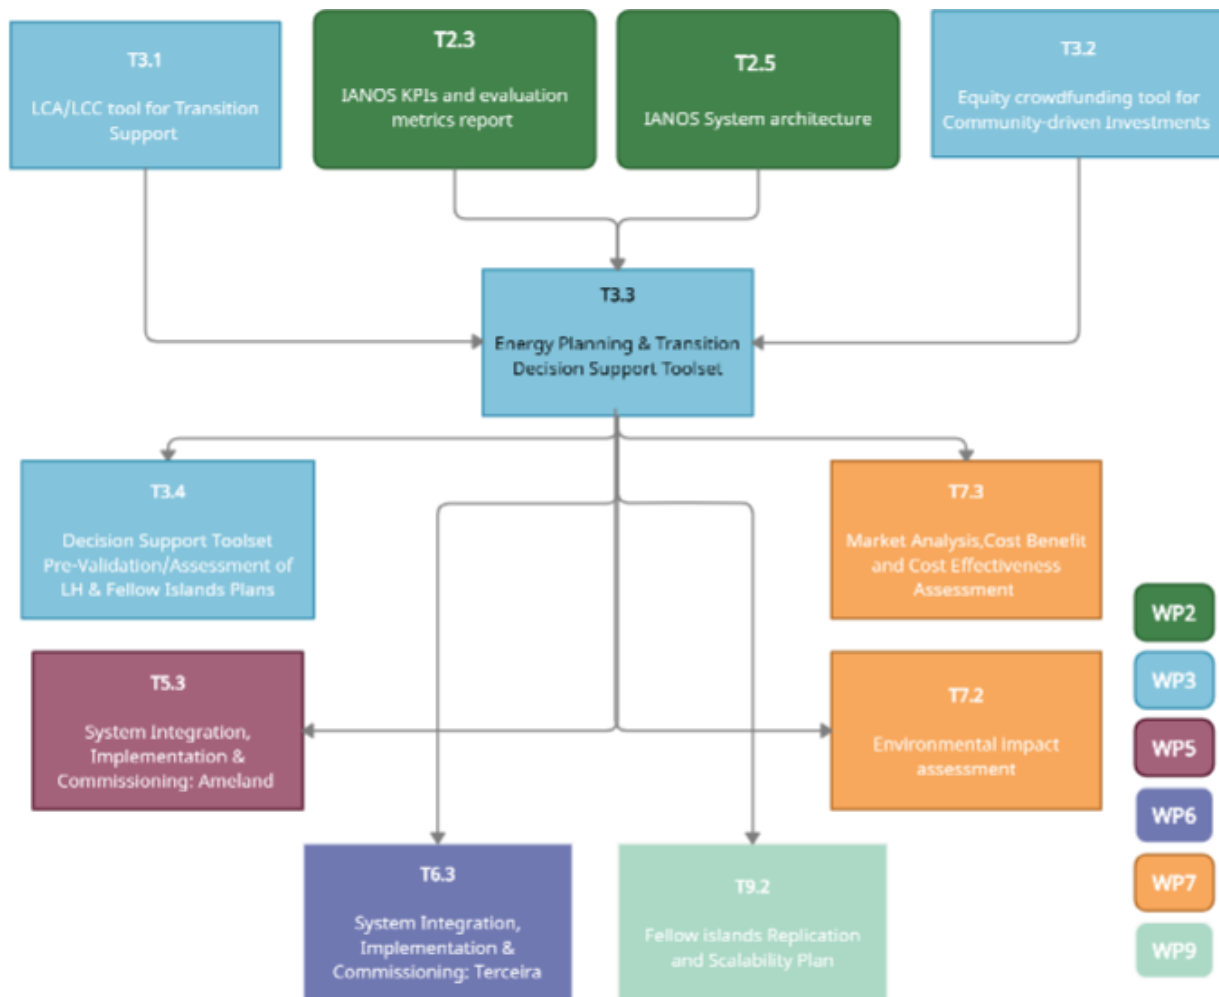 T3.1
LCA/LCC tool for Transition
Support
T2.3
IANOS KPIs and evaluation
metrics report
T2.5
IANOS System architecture
T3.2
Equity crowdfunding tool for
Community-driven Investments
T3.3
Energy Planning & Transition
Decision Support Toolset
T3.4
Decision Support Toolset
Pre-Validation/Assessment of
LH & Fellow Islands Plans
T7.3
Market Analysis,Cost Benefit
and Cost Effectiveness
Assessment
T5.3
System Integration,
Implementation &
Commissioning: Ameland
T7.2
Environmental impact
assessment
T6.3
System Integration,
Implementation &
Commissioning: Terceira
T9.2
Fellow islands Replication
and Scalability Plan
WP2
WP3
WP5
WP6
WP7
WP9